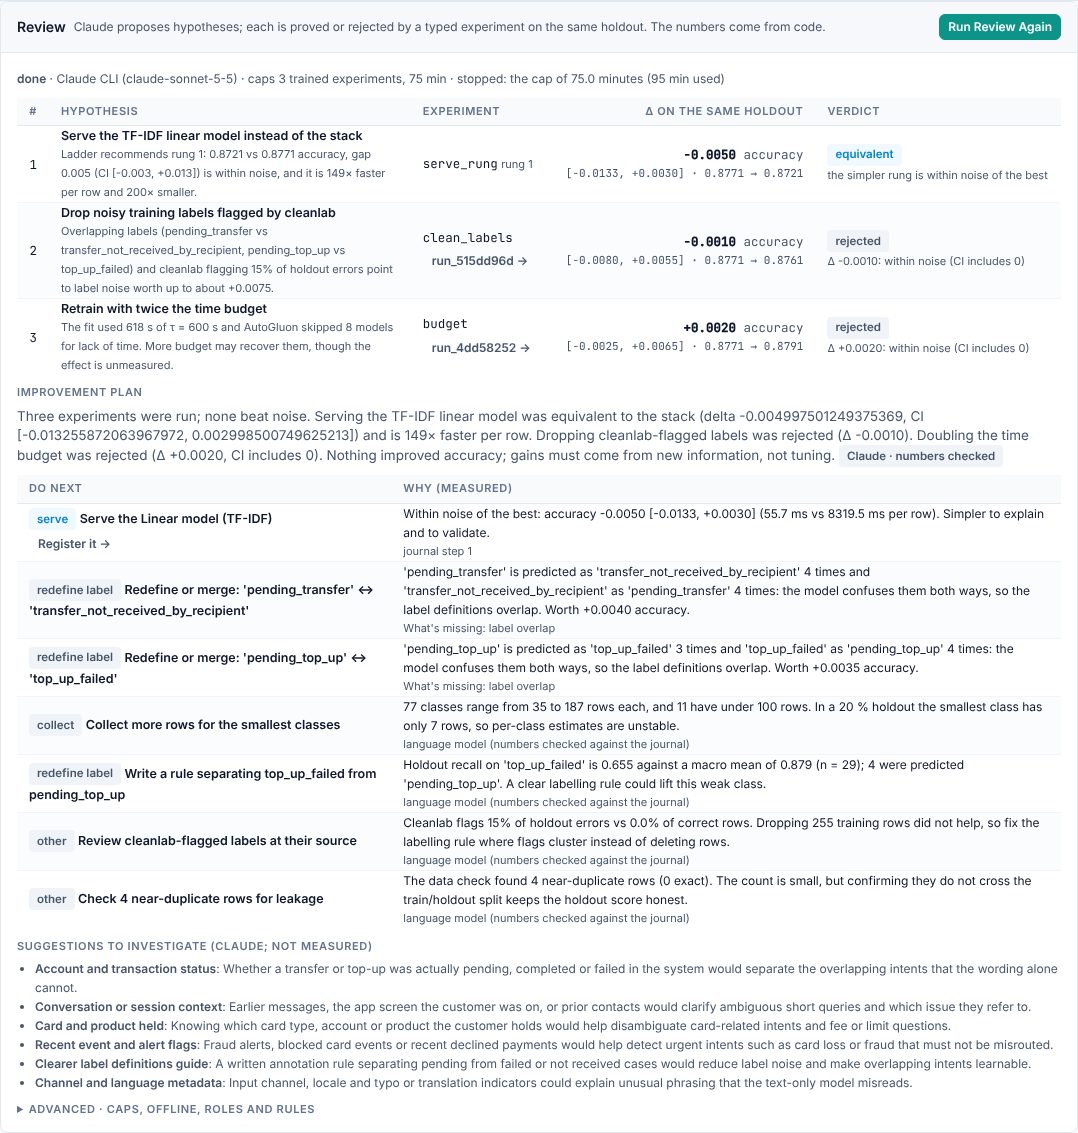 Review Claude proposes hypotheses; each is proved or rejected by a typed experiment on the same holdout. The numbers come from code. Run Review Again
done · Claude CLI (claude-sonnet-5-5) · caps 3 trained experiments, 75 min · stopped: the cap of 75.0 minutes (95 min used)
# HYPOTHESIS EXPERIMENT Δ ON THE SAME HOLDOUT VERDICT
1
Serve the TF-IDF linear model instead of the stack
Ladder recommends rung 1: 0.8721 vs 0.8771 accuracy, gap
0.005 (CI [-0.003, +0.013]) is within noise, and it is 149× faster
per row and 200× smaller.
serve_rung rung 1
-0.0050 accuracy
[-0.0133, +0.0030] · 0.8771 → 0.8721
equivalent
the simpler rung is within noise of the best
2
Drop noisy training labels flagged by cleanlab
Overlapping labels (pending_transfer vs
transfer_not_received_by_recipient, pending_top_up vs
top_up_failed) and cleanlab flagging 15% of holdout errors point
to label noise worth up to about +0.0075.
clean_labels
run_515dd96d →
-0.0010 accuracy
[-0.0080, +0.0055] · 0.8771 → 0.8761
rejected
Δ -0.0010: within noise (CI includes 0)
3
Retrain with twice the time budget
The fit used 618 s of τ = 600 s and AutoGluon skipped 8 models
for lack of time. More budget may recover them, though the
effect is unmeasured.
budget
run_4dd58252 →
+0.0020 accuracy
[-0.0025, +0.0065] · 0.8771 → 0.8791
rejected
Δ +0.0020: within noise (CI includes 0)
IMPROVEMENT PLAN
Three experiments were run; none beat noise. Serving the TF-IDF linear model was equivalent to the stack (delta -0.004997501249375369, CI
[-0.013255872063967972, 0.002998500749625213]) and is 149× faster per row. Dropping cleanlab-flagged labels was rejected (Δ -0.0010). Doubling the time
budget was rejected (Δ +0.0020, CI includes 0). Nothing improved accuracy; gains must come from new information, not tuning. Claude · numbers checked
DO NEXT WHY (MEASURED)
serve Serve the Linear model (TF-IDF)
Register it →
Within noise of the best: accuracy -0.0050 [-0.0133, +0.0030] (55.7 ms vs 8319.5 ms per row). Simpler to explain
and to validate.
journal step 1
redefine label Redefine or merge: 'pending_transfer' ↔
'transfer_not_received_by_recipient'
'pending_transfer' is predicted as 'transfer_not_received_by_recipient' 4 times and
'transfer_not_received_by_recipient' as 'pending_transfer' 4 times: the model confuses them both ways, so the
label definitions overlap. Worth +0.0040 accuracy.
What's missing: label overlap
redefine label Redefine or merge: 'pending_top_up' ↔
'top_up_failed'
'pending_top_up' is predicted as 'top_up_failed' 3 times and 'top_up_failed' as 'pending_top_up' 4 times: the
model confuses them both ways, so the label definitions overlap. Worth +0.0035 accuracy.
What's missing: label overlap
collect Collect more rows for the smallest classes
77 classes range from 35 to 187 rows each, and 11 have under 100 rows. In a 20 % holdout the smallest class has
only 7 rows, so per-class estimates are unstable.
language model (numbers checked against the journal)
redefine label Write a rule separating top_up_failed from
pending_top_up
Holdout recall on 'top_up_failed' is 0.655 against a macro mean of 0.879 (n = 29); 4 were predicted
'pending_top_up'. A clear labelling rule could lift this weak class.
language model (numbers checked against the journal)
other Review cleanlab-flagged labels at their source
Cleanlab flags 15% of holdout errors vs 0.0% of correct rows. Dropping 255 training rows did not help, so fix the
labelling rule where flags cluster instead of deleting rows.
language model (numbers checked against the journal)
other Check 4 near-duplicate rows for leakage
The data check found 4 near-duplicate rows (0 exact). The count is small, but confirming they do not cross the
train/holdout split keeps the holdout score honest.
language model (numbers checked against the journal)
SUGGESTIONS TO INVESTIGATE (CLAUDE; NOT MEASURED)
• Account and transaction status: Whether a transfer or top-up was actually pending, completed or failed in the system would separate the overlapping intents that the wording alone
cannot.
• Conversation or session context: Earlier messages, the app screen the customer was on, or prior contacts would clarify ambiguous short queries and which issue they refer to.
• Card and product held: Knowing which card type, account or product the customer holds would help disambiguate card-related intents and fee or limit questions.
• Recent event and alert flags: Fraud alerts, blocked card events or recent declined payments would help detect urgent intents such as card loss or fraud that must not be misrouted.
• Clearer label definitions guide: A written annotation rule separating pending from failed or not received cases would reduce label noise and make overlapping intents learnable.
• Channel and language metadata: Input channel, locale and typo or translation indicators could explain unusual phrasing that the text-only model misreads.
▶ ADVANCED · CAPS, OFFLINE, ROLES AND RULES